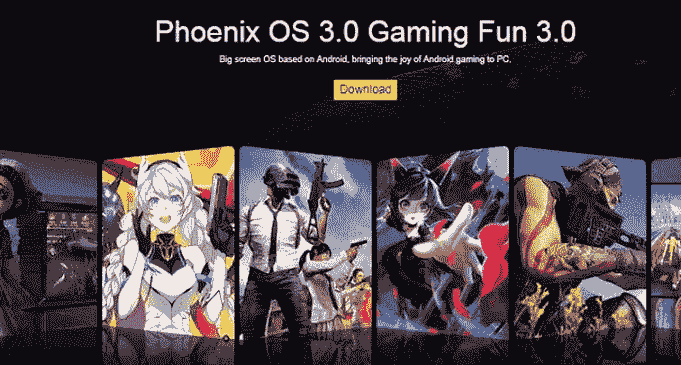 Phoenix OS 3.0 Gaming Fun 3.0
Big screen OS based on Android, bringing the joy of Android gaming to PC.
Download